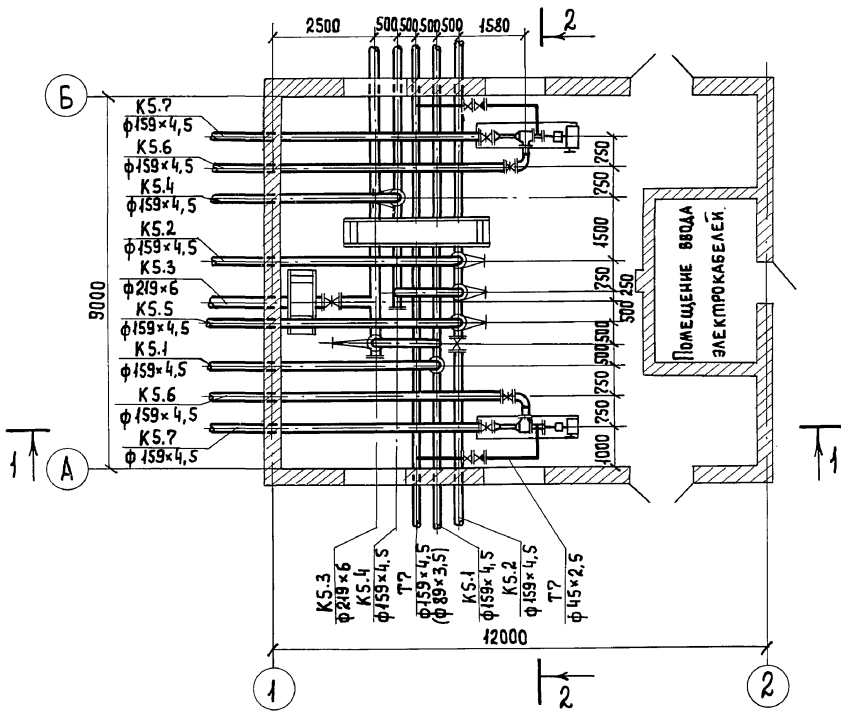 2
2500
500
500
500
500
1580
Б
К5.7
ф159×4,5
К5.6
ф159×4,5
К5.4
ф159×4,5
К5.2
ф159×4,5
К5.3
ф219×6
К5.5
ф159×4,5
К5.1
ф159×4,5
К5.6
ф159×4,5
К5.7
ф159×4,5
9000
750
750
1500
750
250
500
500
500
750
750
1000
Помещение ввода
электрокабелей.
1
А
1
К5.3
ф219×6
К5.4
ф159×4,5
Т7
ф159×4,5
(ф89×3,5)
К5.1
ф159×4,5
К5.2
ф159×4,5
Т7
ф45×2,5
12000
1
2
2